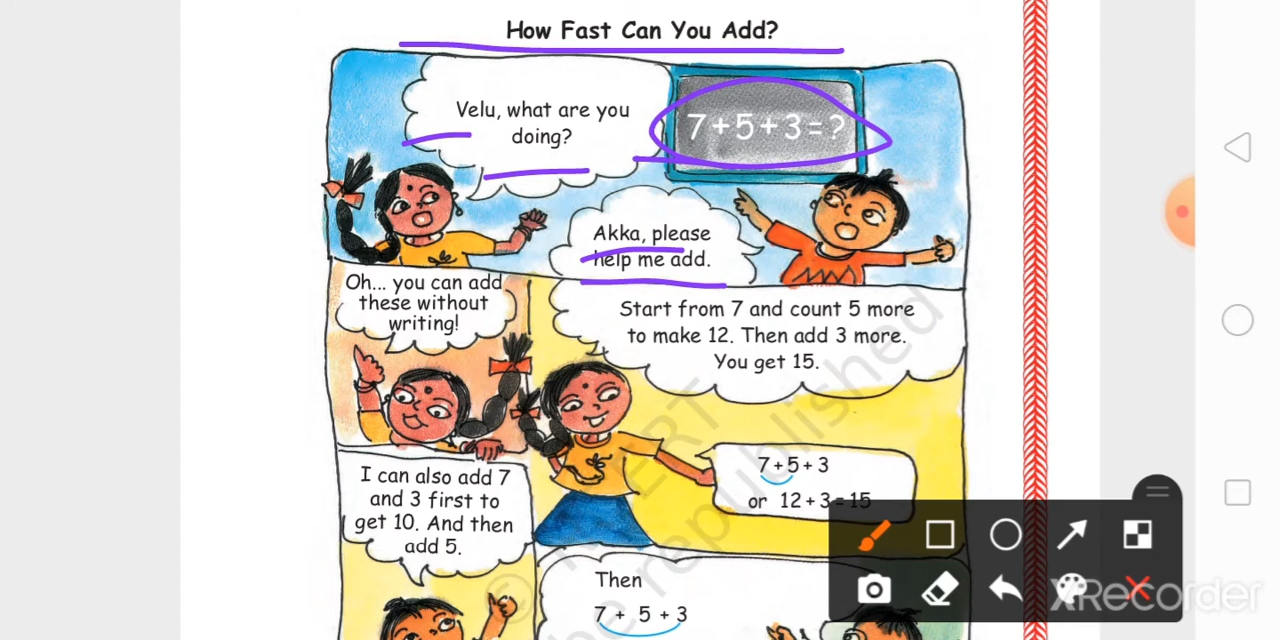 How Fast Can You Add?
Velu, what are you
doing?
7+5+3=?
Akka, please
help me add.
Oh... you can add
these without
writing!
Start from 7 and count 5 more
to make 12. Then add 3 more.
You get 15.
7+5+3
or 12+3=15
I can also add 7
and 3 first to
get 10. And then
add 5.
Then
7 + 5 + 3
be republished
XRecorder